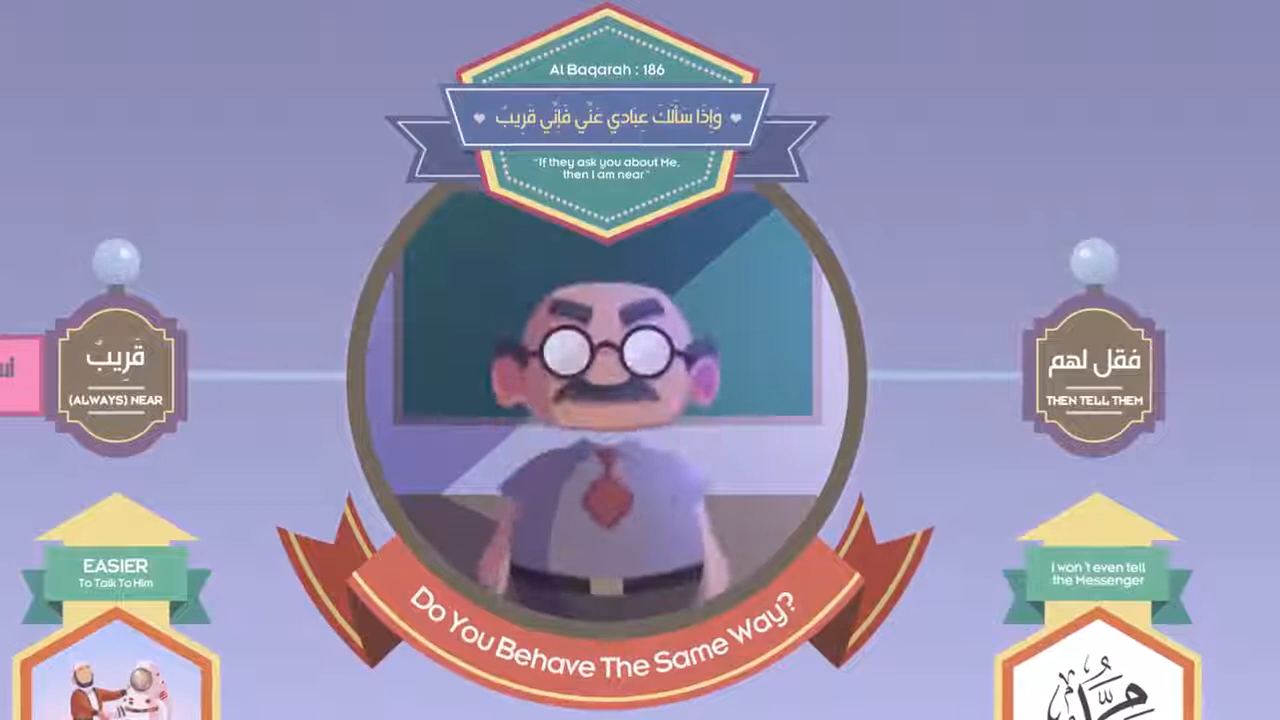 Al Baqarah : 186
وَإِذَا سَأَلَكَ عِبَادي عَنِّي فَإِنِّي قَرِيبٌ
"If they ask you about Me,
then I am near"
قَرِيبٌ
(ALWAYS) NEAR
فقل لهم
THEN TELL THEM
EASIER
To Talk To Him
I won't even tell
the Messenger
Do You Behave The Same Way?